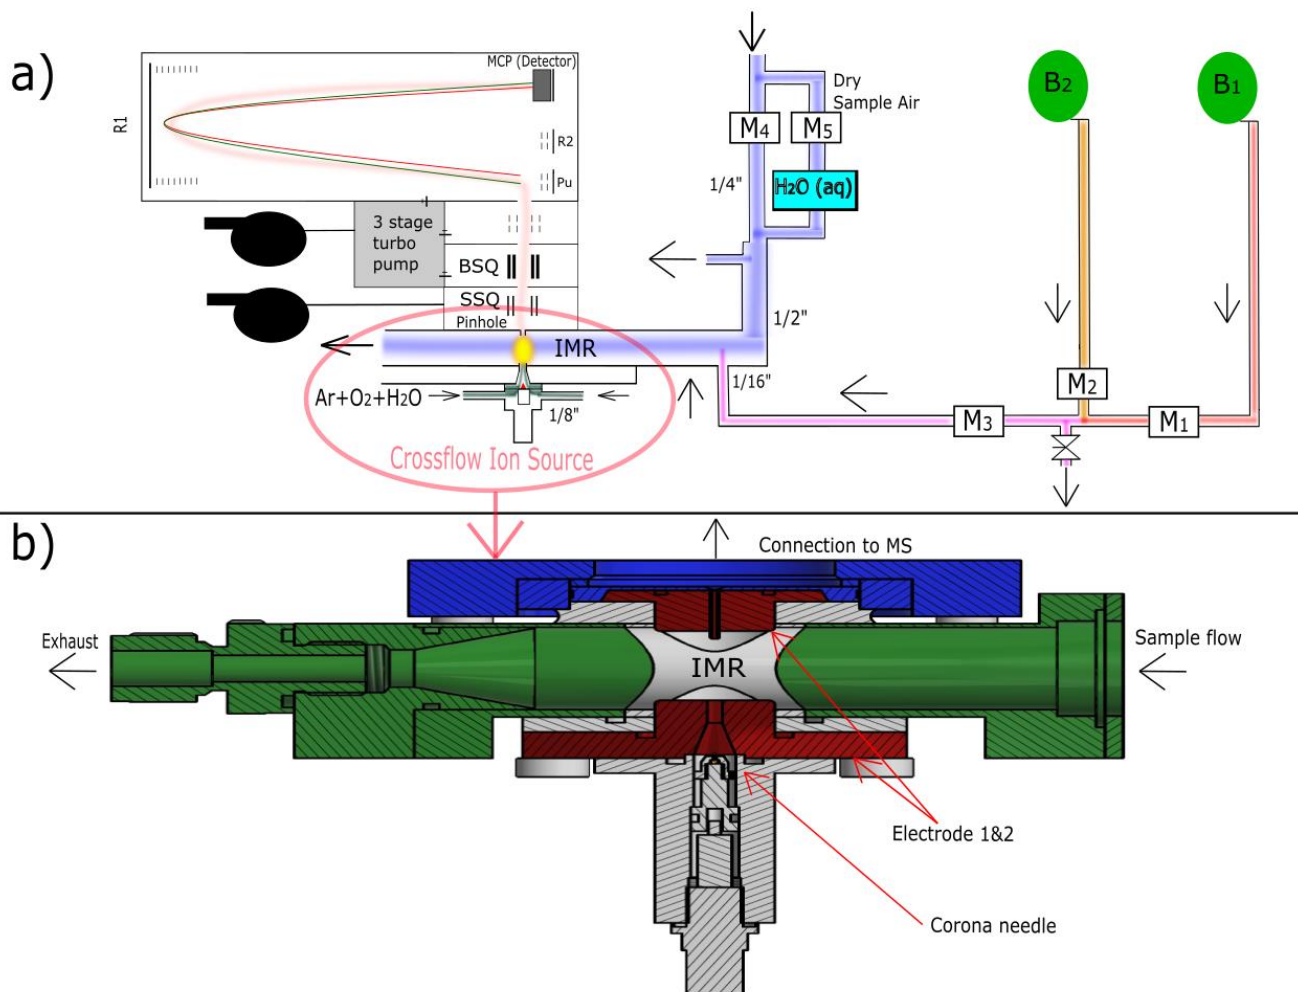 a)
MCP (Detector)
R1
R2
Pu
3 stage
turbo
pump
BSQ
SSQ
Pinhole
IMR
Ar+O₂+H₂O
1/8"
Crossflow Ion Source
Dry
Sample Air
M₄
M₅
H₂O (aq)
1/4"
1/2"
1/16"
B₂
B₁
M₂
M₃
M₁
b)
Connection to MS
Exhaust
IMR
Sample flow
Electrode 1&2
Corona needle